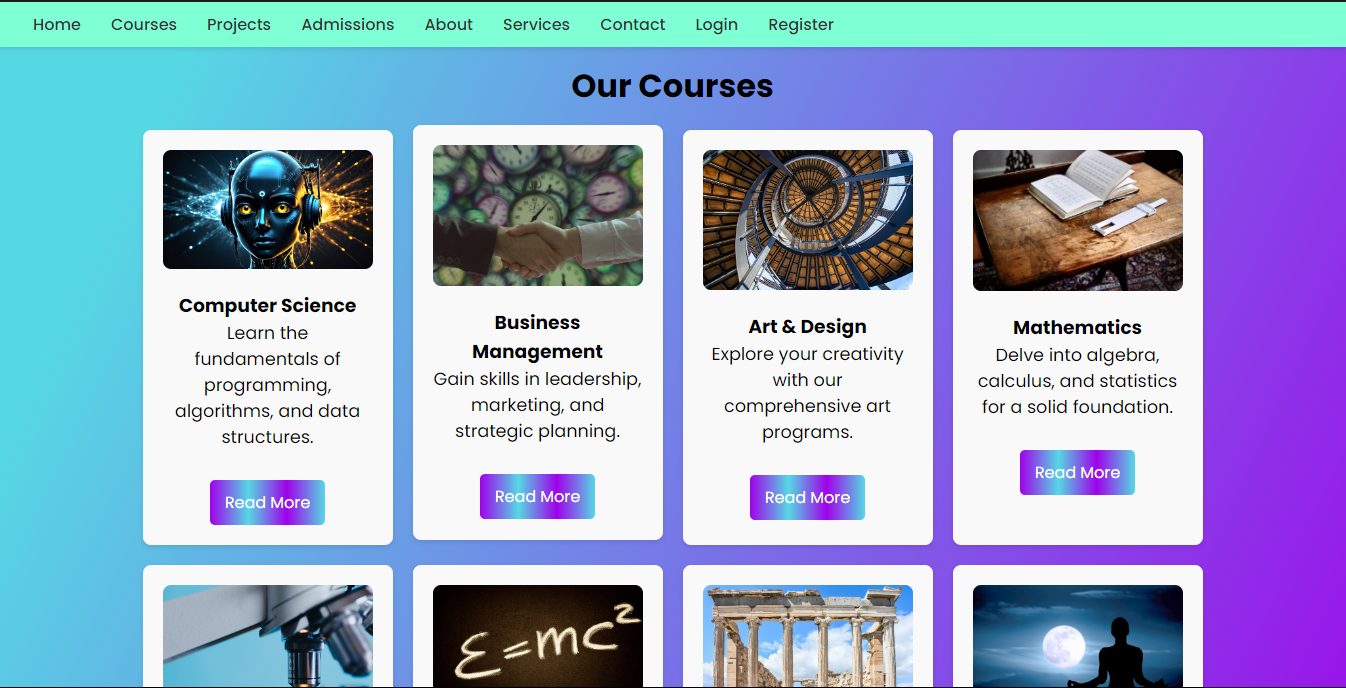 Home Courses Projects Admissions About Services Contact Login Register
Our Courses
Computer Science
Learn the
fundamentals of
programming,
algorithms, and data
structures.
Read More
Business
Management
Gain skills in leadership,
marketing, and
strategic planning.
Read More
Art & Design
Explore your creativity
with our
comprehensive art
programs.
Read More
Mathematics
Delve into algebra,
calculus, and statistics
for a solid foundation.
Read More
E=mc²